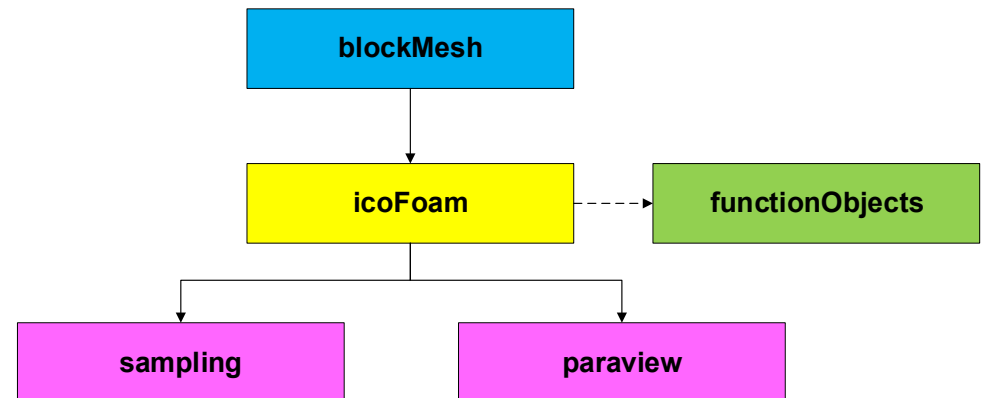 blockMesh
icoFoam
functionObjects
sampling
paraview